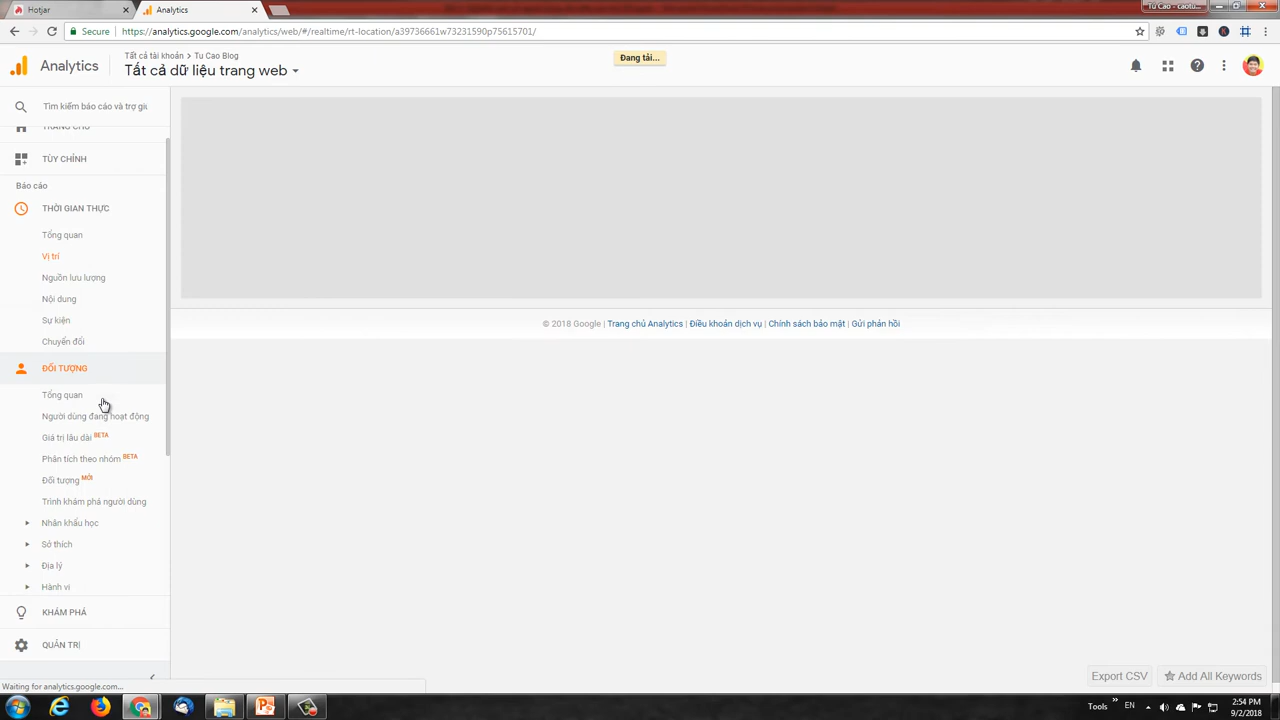 Hotjar
Analytics
Tu Cao - caotu...
Secure
https://analytics.google.com/analytics/web/#/realtime/rt-location/a39736661w73231590p75615701/
Analytics
Tất cả tài khoản > Tu Cao Blog
Tất cả dữ liệu trang web
Đang tải...
Tìm kiếm báo cáo và trợ giú
TRANG CHỦ
TÙY CHỈNH
Báo cáo
THỜI GIAN THỰC
Tổng quan
Vị trí
Nguồn lưu lượng
Nội dung
Sự kiện
Chuyển đổi
ĐỐI TƯỢNG
Tổng quan
Người dùng đang hoạt động
Giá trị lâu dài BETA
Phân tích theo nhóm BETA
Đối tượng MỚI
Trình khám phá người dùng
Nhân khẩu học
Sở thích
Địa lý
Hành vi
KHÁM PHÁ
QUẢN TRỊ
© 2018 Google | Trang chủ Analytics | Điều khoản dịch vụ | Chính sách bảo mật | Gửi phản hồi
Export CSV
Add All Keywords
Waiting for analytics.google.com...
Tools
EN
2:54 PM
9/2/2018